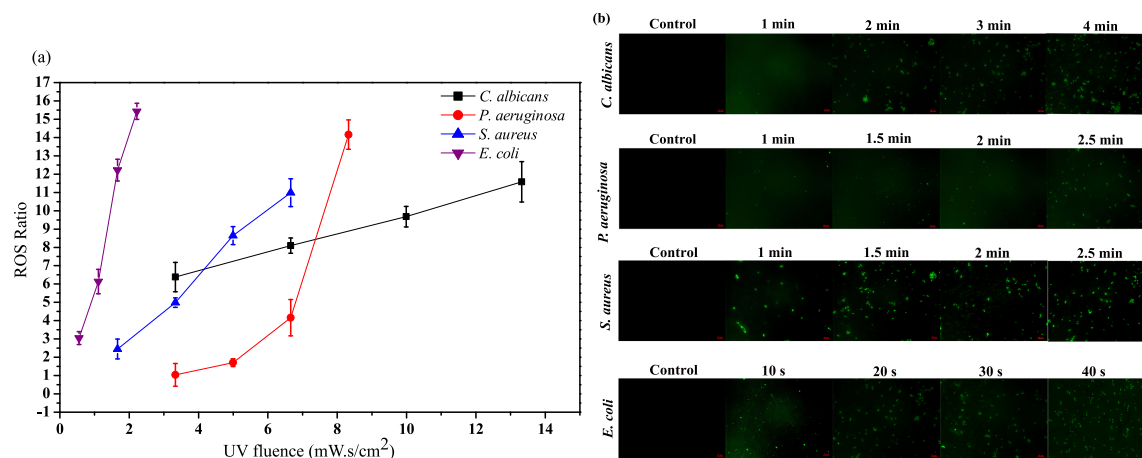 (a)
17
16
15
14
13
12
11
10
9
8
7
6
5
4
3
2
1
0
-1
ROS Ratio
0 2 4 6 8 10 12 14
UV fluence (mW.s/cm2)
C. albicans
P. aeruginosa
S. aureus
E. coli
(b)
Control 1 min 2 min 3 min 4 min
C. albicans
Control 1 min 1.5 min 2 min 2.5 min
P. aeruginosa
Control 1 min 1.5 min 2 min 2.5 min
S. aureus
Control 10 s 20 s 30 s 40 s
E. coli